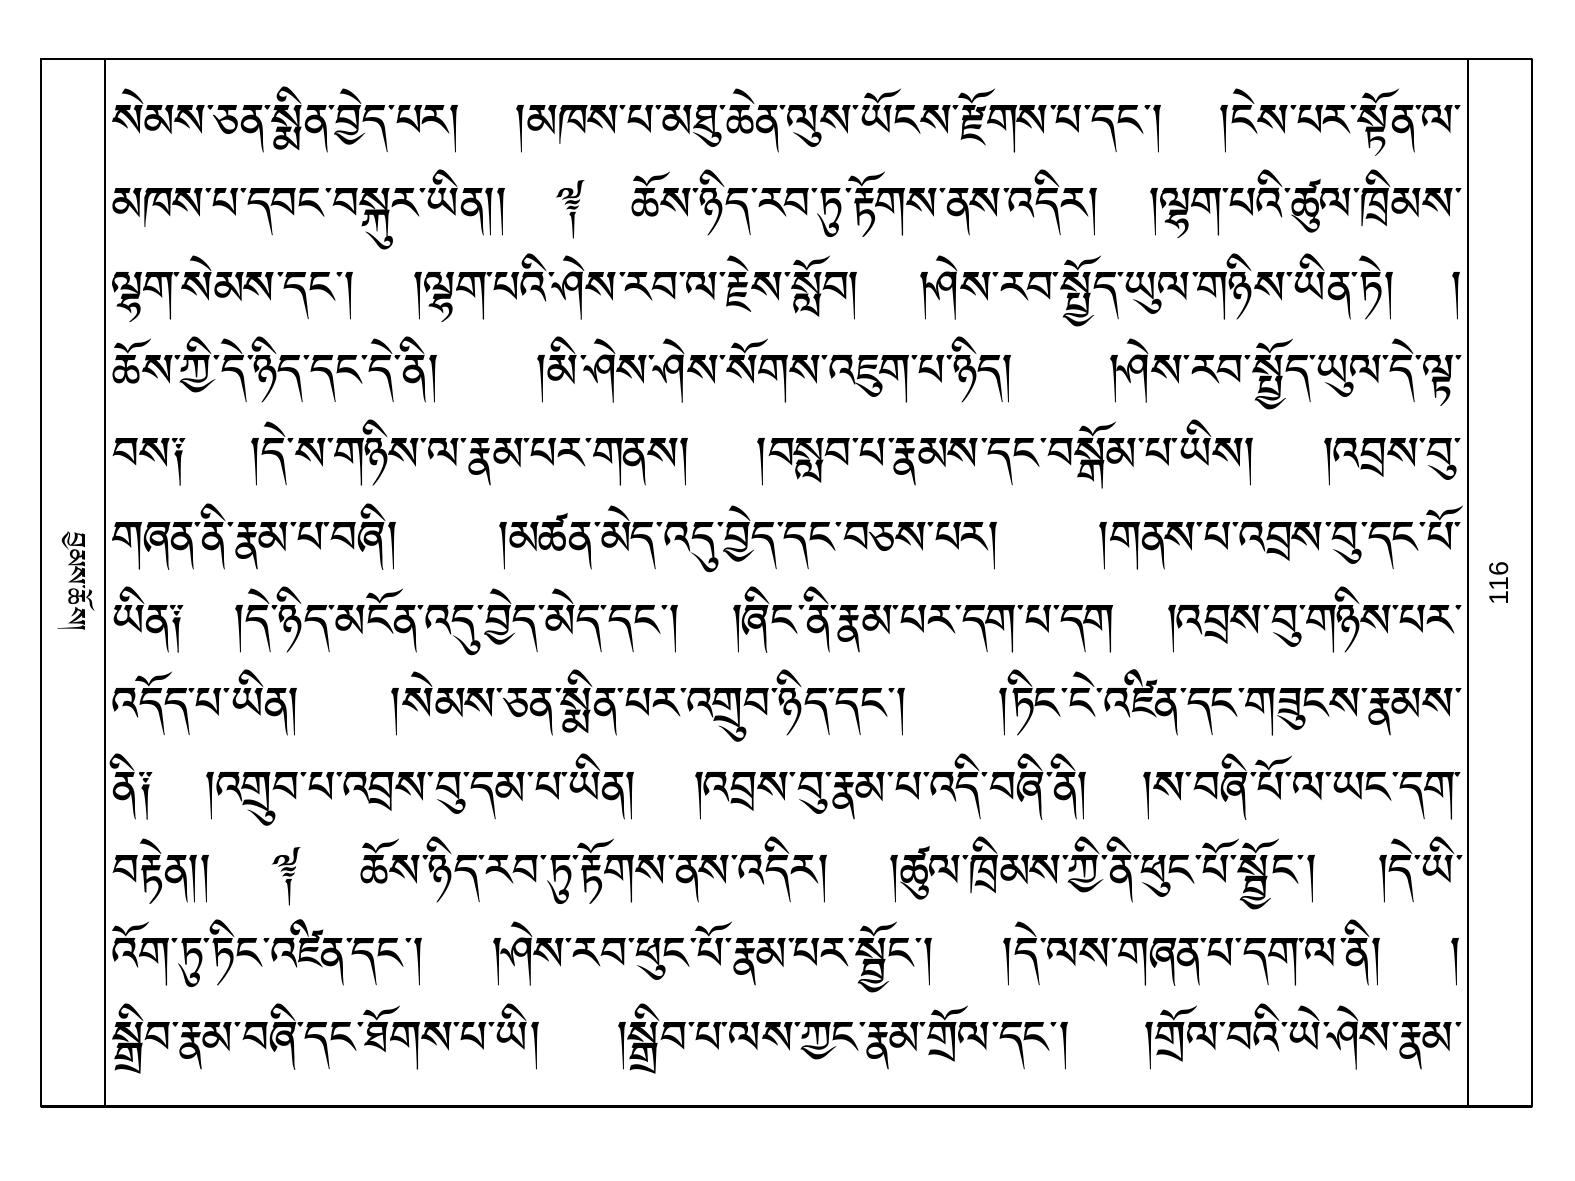 སེམས་ཅན་སྨིན་བྱེད་པར། །མཁས་པ་མཐུ་ཆེན་ལུས་ཡོངས་རྫོགས་པ་དང་། །ངེས་པར་སྟོན་ལ་
མཁས་པ་དབང་བསྐུར་ཡིན།། ༈ ཆོས་ཉིད་རབ་ཏུ་རྟོགས་ནས་འདིར། །ལྷག་པའི་ཚུལ་ཁྲིམས་
ལྷག་སེམས་དང་། །ལྷག་པའི་ཤེས་རབ་ལ་རྗེས་སློབ། །ཤེས་རབ་སྤྱོད་ཡུལ་གཉིས་ཡིན་ཏེ། །
ཆོས་ཀྱི་དེ་ཉིད་དང་དེ་ནི། །མི་ཤེས་ཤེས་སོགས་འཇུག་པ་ཉིད། །ཤེས་རབ་སྤྱོད་ཡུལ་དེ་ལྟ་
བས༑ །དེ་ས་གཉིས་ལ་རྣམ་པར་གནས། །བསླབ་པ་རྣམས་དང་བསྒོམ་པ་ཡིས། །འབྲས་བུ་
གཞན་ནི་རྣམ་པ་བཞི། །མཚན་མེད་འདུ་བྱེད་དང་བཅས་པར། །གནས་པ་འབྲས་བུ་དང་པོ་
ཡིན༑ །དེ་ཉིད་མངོན་འདུ་བྱེད་མེད་དང་། །ཞིང་ནི་རྣམ་པར་དག་པ་དག །འབྲས་བུ་གཉིས་པར་
འདོད་པ་ཡིན། །སེམས་ཅན་སྨིན་པར་འགྲུབ་ཉིད་དང་། །ཏིང་ངེ་འཛིན་དང་གཟུངས་རྣམས་
ནི༑ །འགྲུབ་པ་འབྲས་བུ་དམ་པ་ཡིན། །འབྲས་བུ་རྣམ་པ་འདི་བཞི་ནི། །ས་བཞི་པོ་ལ་ཡང་དག་
བརྟེན།། ༈ ཆོས་ཉིད་རབ་ཏུ་རྟོགས་ནས་འདིར། །ཚུལ་ཁྲིམས་ཀྱི་ནི་ཕུང་པོ་སྦྱོང་། །དེ་ཡི་
འོག་ཏུ་ཏིང་འཛིན་དང་། །ཤེས་རབ་ཕུང་པོ་རྣམ་པར་སྦྱོང་། །དེ་ལས་གཞན་པ་དག་ལ་ནི། །
སྒྲིབ་རྣམ་བཞི་དང་ཐོགས་པ་ཡི། །སྒྲིབ་པ་ལས་ཀྱང་རྣམ་གྲོལ་དང་། །གྲོལ་བའི་ཡེ་ཤེས་རྣམ་
བྱམས་ཆོས།
116